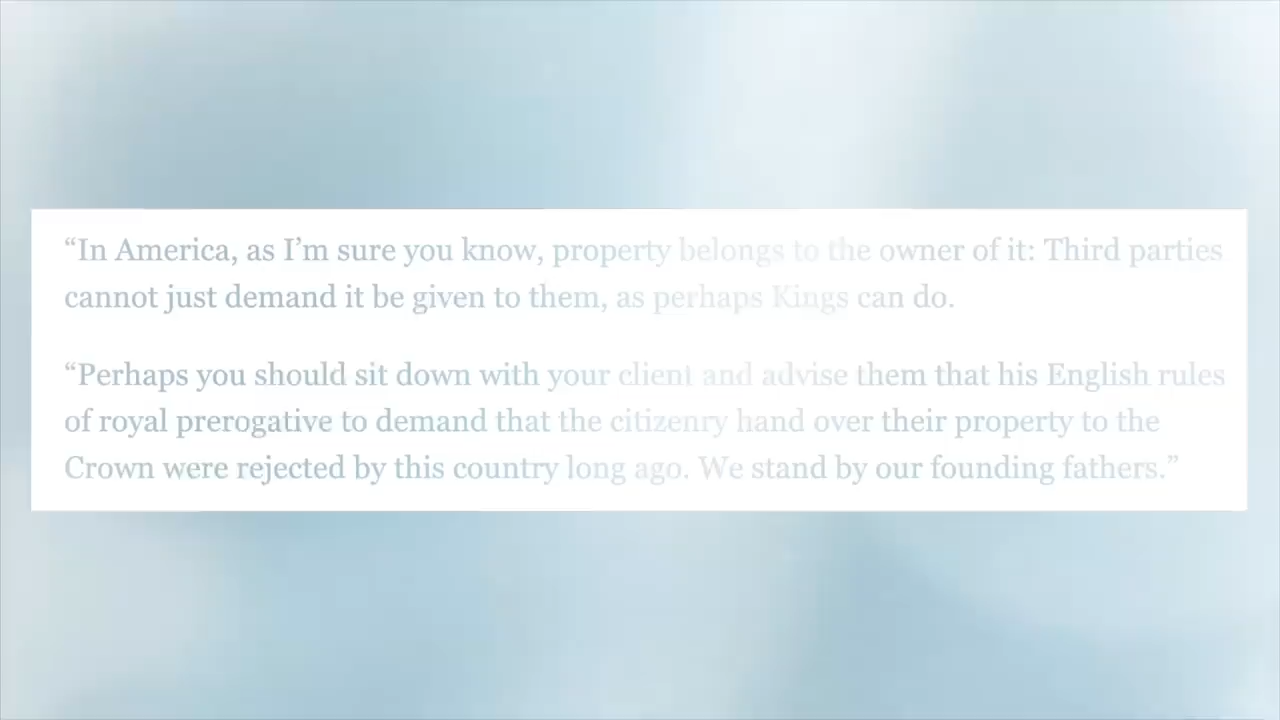 “In America, as I’m sure you know, property belongs to the owner of it: Third parties
cannot just demand it be given to them, as perhaps Kings can do.
“Perhaps you should sit down with your client and advise them that his English rules
of royal prerogative to demand that the citizenry hand over their property to the
Crown were rejected by this country long ago. We stand by our founding fathers.”